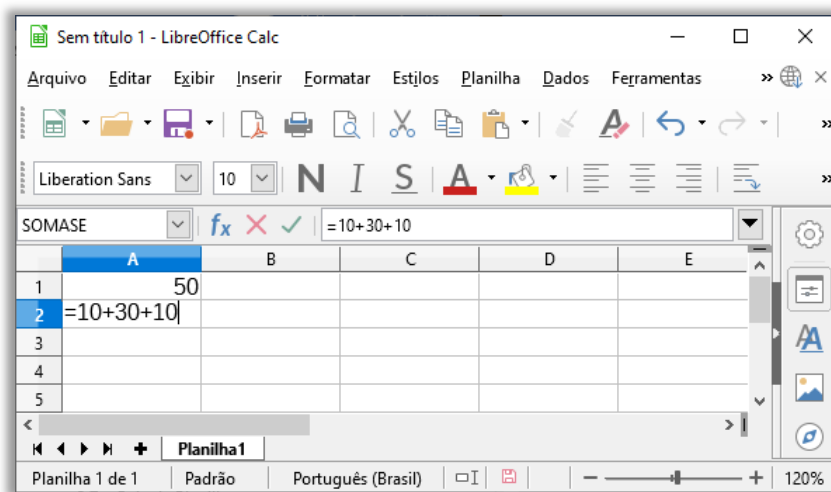 Sem título 1 - LibreOffice Calc
Arquivo Editar Exibir Inserir Formatar Estilos Planilha Dados Ferramentas »
»
Liberation Sans 10 N I S A »
SOMASE fx =10+30+10
A B C D E
1 50
2 =10+30+10
3
4
5
Planilha1
Planilha 1 de 1 Padrão Português (Brasil) 120%